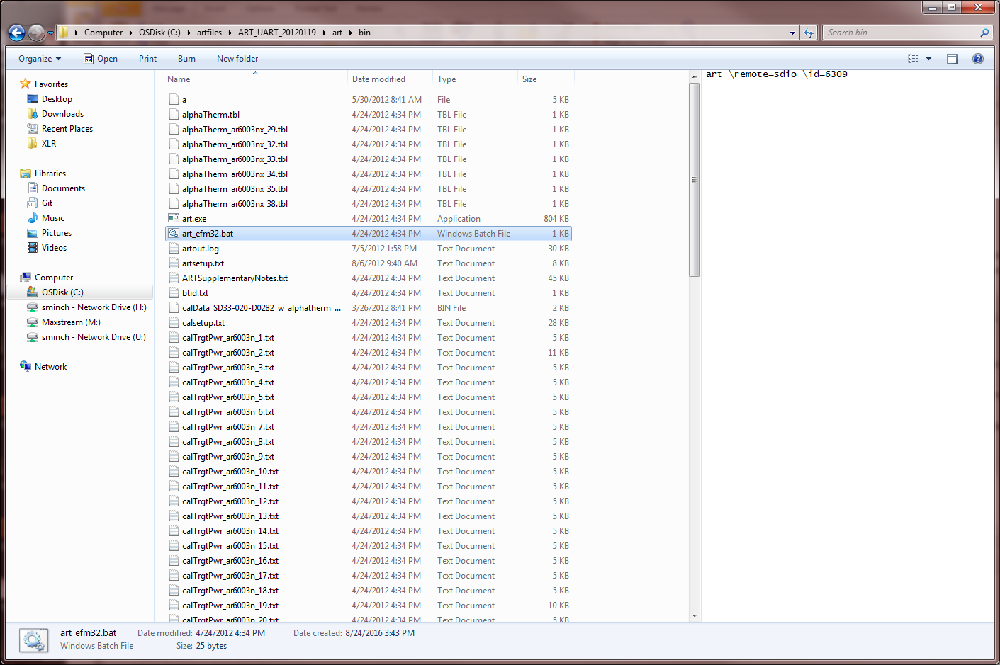 Computer OSDisk (C:) artfiles ART_UART_20120119 art bin
Search bin
Organize Open Print Burn New folder
Favorites
Desktop
Downloads
Recent Places
XLR
Libraries
Documents
Git
Music
Pictures
Videos
Computer
OSDisk (C:)
sminch - Network Drive (H:)
Maxstream (M:)
sminch - Network Drive (U:)
Network
Name Date modified Type Size
a 5/30/2012 8:41 AM File 5 KB
alphaTherm.tbl 4/24/2012 4:34 PM TBL File 1 KB
alphaTherm_ar6003nx_29.tbl 4/24/2012 4:34 PM TBL File 1 KB
alphaTherm_ar6003nx_32.tbl 4/24/2012 4:34 PM TBL File 1 KB
alphaTherm_ar6003nx_33.tbl 4/24/2012 4:34 PM TBL File 1 KB
alphaTherm_ar6003nx_34.tbl 4/24/2012 4:34 PM TBL File 1 KB
alphaTherm_ar6003nx_35.tbl 4/24/2012 4:34 PM TBL File 1 KB
alphaTherm_ar6003nx_38.tbl 4/24/2012 4:34 PM TBL File 1 KB
art.exe 4/24/2012 4:34 PM Application 804 KB
art_efm32.bat 4/24/2012 4:34 PM Windows Batch File 1 KB
artout.log 7/5/2012 1:58 PM Text Document 30 KB
artsetup.txt 8/6/2012 9:40 AM Text Document 8 KB
ARTSupplementaryNotes.txt 4/24/2012 4:34 PM Text Document 45 KB
btid.txt 4/24/2012 4:34 PM Text Document 1 KB
calData_SD33-020-D0282_w_alphatherm_... 3/26/2012 8:41 PM BIN File 2 KB
calsetup.txt 4/24/2012 4:34 PM Text Document 28 KB
calTrgtPwr_ar6003n_1.txt 4/24/2012 4:34 PM Text Document 5 KB
calTrgtPwr_ar6003n_2.txt 4/24/2012 4:34 PM Text Document 11 KB
calTrgtPwr_ar6003n_3.txt 4/24/2012 4:34 PM Text Document 5 KB
calTrgtPwr_ar6003n_4.txt 4/24/2012 4:34 PM Text Document 5 KB
calTrgtPwr_ar6003n_5.txt 4/24/2012 4:34 PM Text Document 5 KB
calTrgtPwr_ar6003n_6.txt 4/24/2012 4:34 PM Text Document 5 KB
calTrgtPwr_ar6003n_7.txt 4/24/2012 4:34 PM Text Document 5 KB
calTrgtPwr_ar6003n_8.txt 4/24/2012 4:34 PM Text Document 5 KB
calTrgtPwr_ar6003n_9.txt 4/24/2012 4:34 PM Text Document 5 KB
calTrgtPwr_ar6003n_10.txt 4/24/2012 4:34 PM Text Document 5 KB
calTrgtPwr_ar6003n_11.txt 4/24/2012 4:34 PM Text Document 5 KB
calTrgtPwr_ar6003n_12.txt 4/24/2012 4:34 PM Text Document 5 KB
calTrgtPwr_ar6003n_13.txt 4/24/2012 4:34 PM Text Document 5 KB
calTrgtPwr_ar6003n_14.txt 4/24/2012 4:34 PM Text Document 5 KB
calTrgtPwr_ar6003n_15.txt 4/24/2012 4:34 PM Text Document 5 KB
calTrgtPwr_ar6003n_16.txt 4/24/2012 4:34 PM Text Document 5 KB
calTrgtPwr_ar6003n_17.txt 4/24/2012 4:34 PM Text Document 5 KB
calTrgtPwr_ar6003n_18.txt 4/24/2012 4:34 PM Text Document 5 KB
calTrgtPwr_ar6003n_19.txt 4/24/2012 4:34 PM Text Document 10 KB
calTrgtPwr_ar6003n_20.txt 4/24/2012 4:34 PM Text Document 5 KB
art \remote=sdio \id=6309
art_efm32.bat Date modified: 4/24/2012 4:34 PM Date created: 8/24/2016 3:43 PM
Windows Batch File Size: 25 bytes